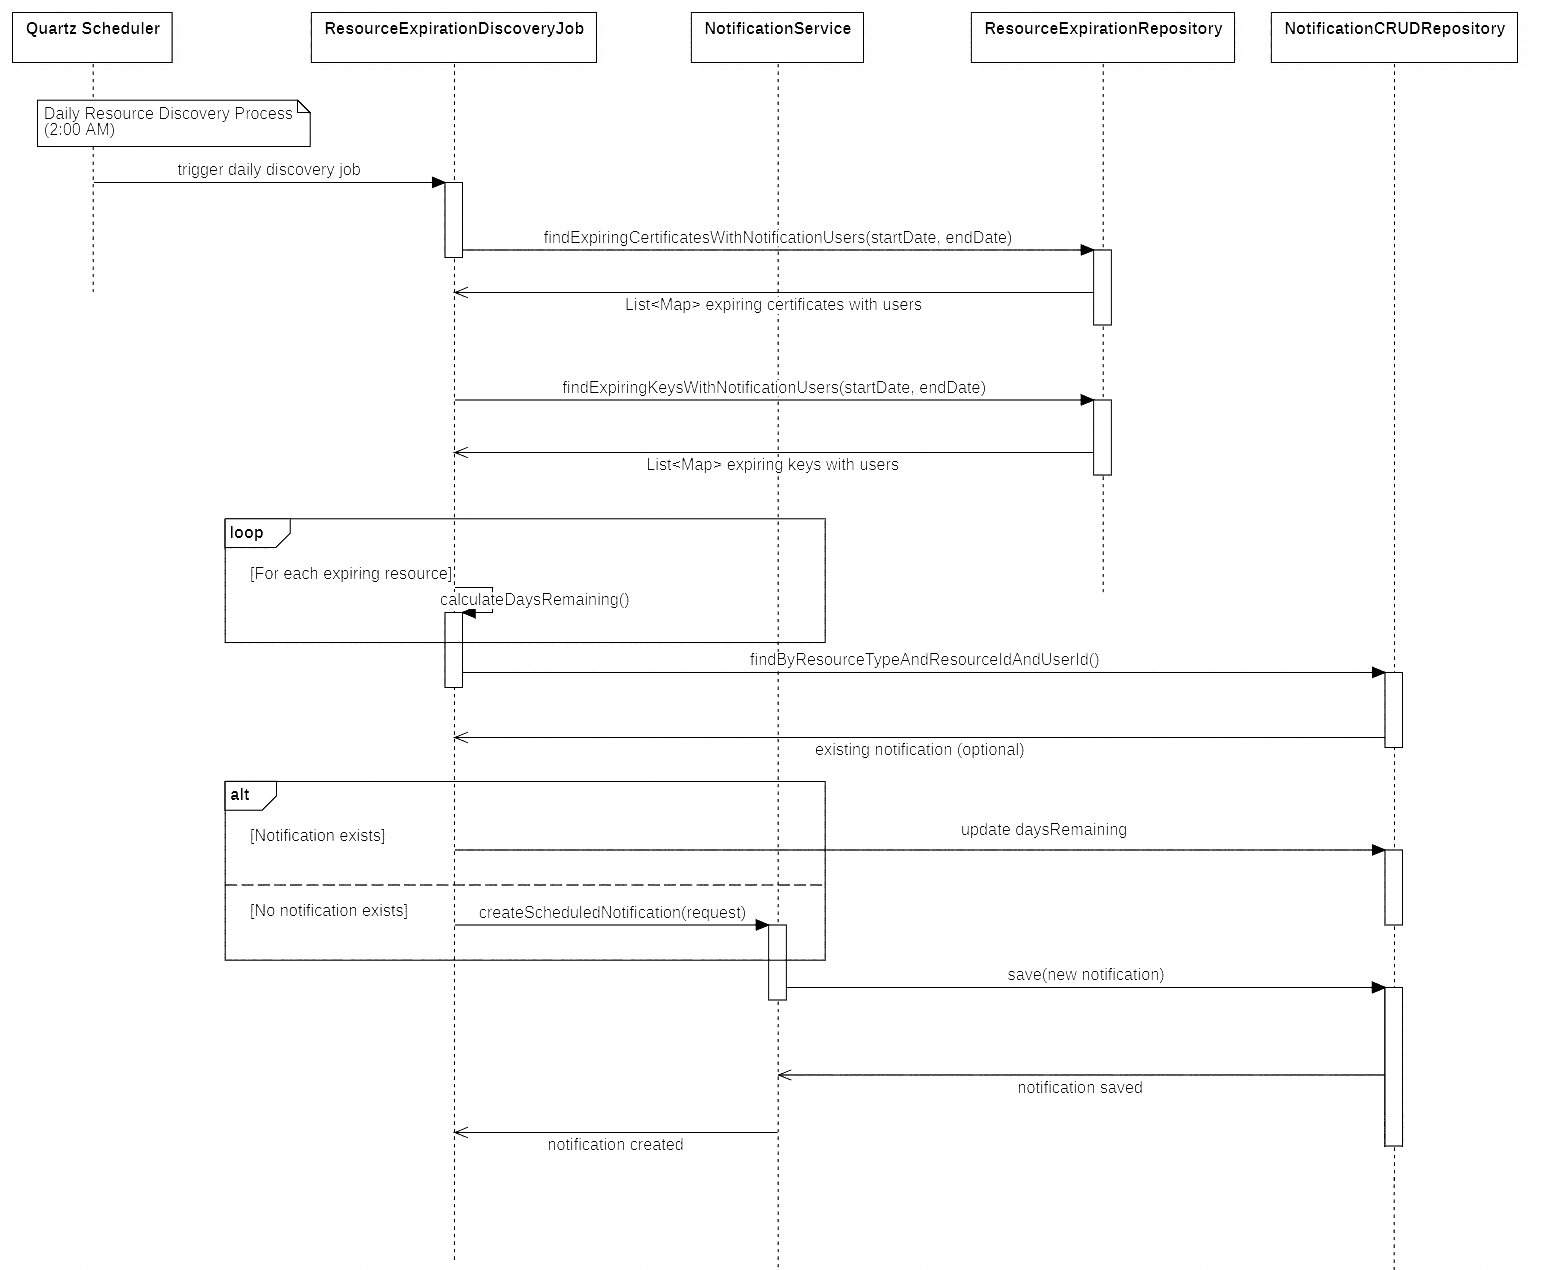 Quartz Scheduler
ResourceExpirationDiscoveryJob
NotificationService
ResourceExpirationRepository
NotificationCRUDRepository
Daily Resource Discovery Process
(2:00 AM)
trigger daily discovery job
findExpiringCertificatesWithNotificationUsers(startDate, endDate)
List<Map> expiring certificates with users
findExpiringKeysWithNotificationUsers(startDate, endDate)
List<Map> expiring keys with users
loop
[For each expiring resource]
calculateDaysRemaining()
findByResourceTypeAndResourceIdAndUserId()
existing notification (optional)
alt
[Notification exists]
update daysRemaining
[No notification exists]
createScheduledNotification(request)
save(new notification)
notification saved
notification created